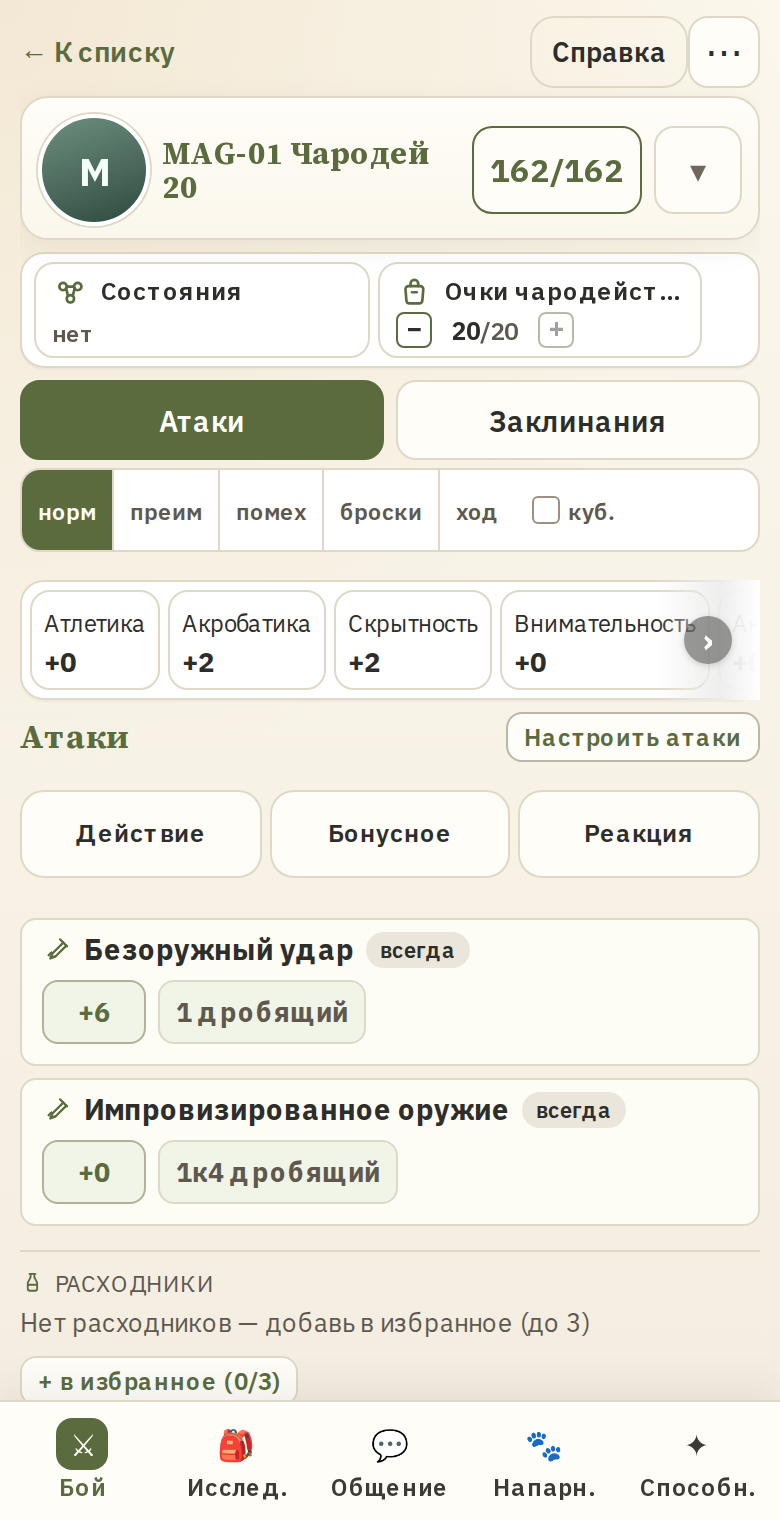 ← К списку
Справка
...
М
MAG-01 Чародей
20
162/162
▼
Состояния
нет
Очки чародейст...
− 20/20 +
Атаки
Заклинания
норм преим помех броски ход куб.
Атлетика Акробатика Скрытность Внимательность
+0 +2 +2 +0
›
Атаки
Настроить атаки
Действие Бонусное Реакция
Безоружный удар всегда
+6 1 дробящий
Импровизированное оружие всегда
+0 1к4 дробящий
РАСХОДНИКИ
Нет расходников — добавь в избранное (до 3)
+ в избранное (0/3)
Бой Исслед. Общение Напарн. Способн.